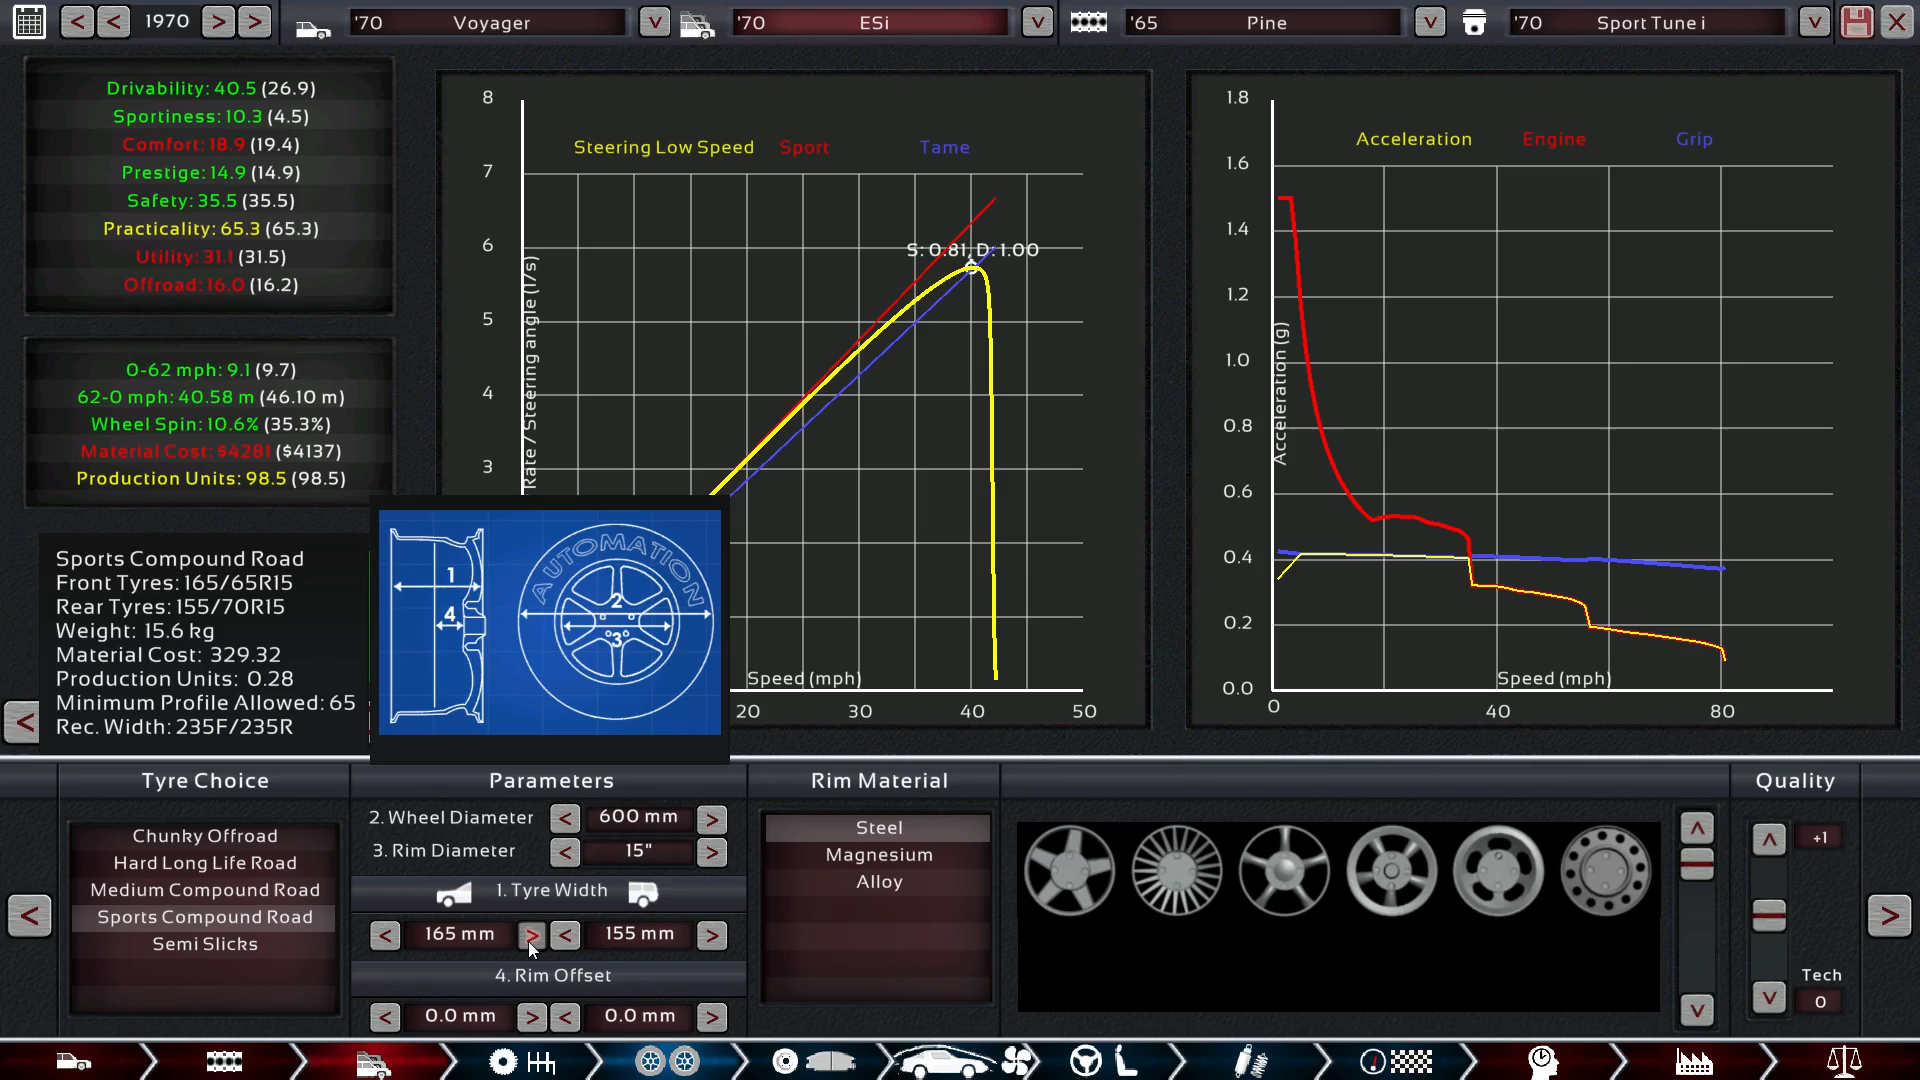 1970
'70 Voyager
'70 ESi
'65 Pine
'70 Sport Tune i
Drivability: 40.5 (26.9)
Sportiness: 10.3 (4.5)
Comfort: 18.9 (19.4)
Prestige: 14.9 (14.9)
Safety: 35.5 (35.5)
Practicality: 65.3 (65.3)
Utility: 31.1 (31.5)
Offroad: 16.0 (16.2)
0-62 mph: 9.1 (9.7)
62-0 mph: 40.58 m (46.10 m)
Wheel Spin: 10.6% (35.3%)
Material Cost: $4281 ($4137)
Production Units: 98.5 (98.5)
Sports Compound Road
Front Tyres: 165/65R15
Rear Tyres: 155/70R15
Weight: 15.6 kg
Material Cost: 329.32
Production Units: 0.28
Minimum Profile Allowed: 65
Rec. Width: 235F/235R
8
7
6
5
4
3
Steering Low Speed Sport Tame
S: 0.81, D: 1.00
Rate / Steering angle (1/s)
Speed (mph)
20 30 40 50
AUTOMATION
1
4
2
3
1.8
1.6
1.4
1.2
1.0
0.8
0.6
0.4
0.2
0.0
Acceleration Engine Grip
Acceleration (g)
Speed (mph)
0 40 80
Tyre Choice
Chunky Offroad
Hard Long Life Road
Medium Compound Road
Sports Compound Road
Semi Slicks
Parameters
2. Wheel Diameter 600 mm
3. Rim Diameter 15"
1. Tyre Width
165 mm 155 mm
4. Rim Offset
0.0 mm 0.0 mm
Rim Material
Steel
Magnesium
Alloy
Quality
+1
Tech
0